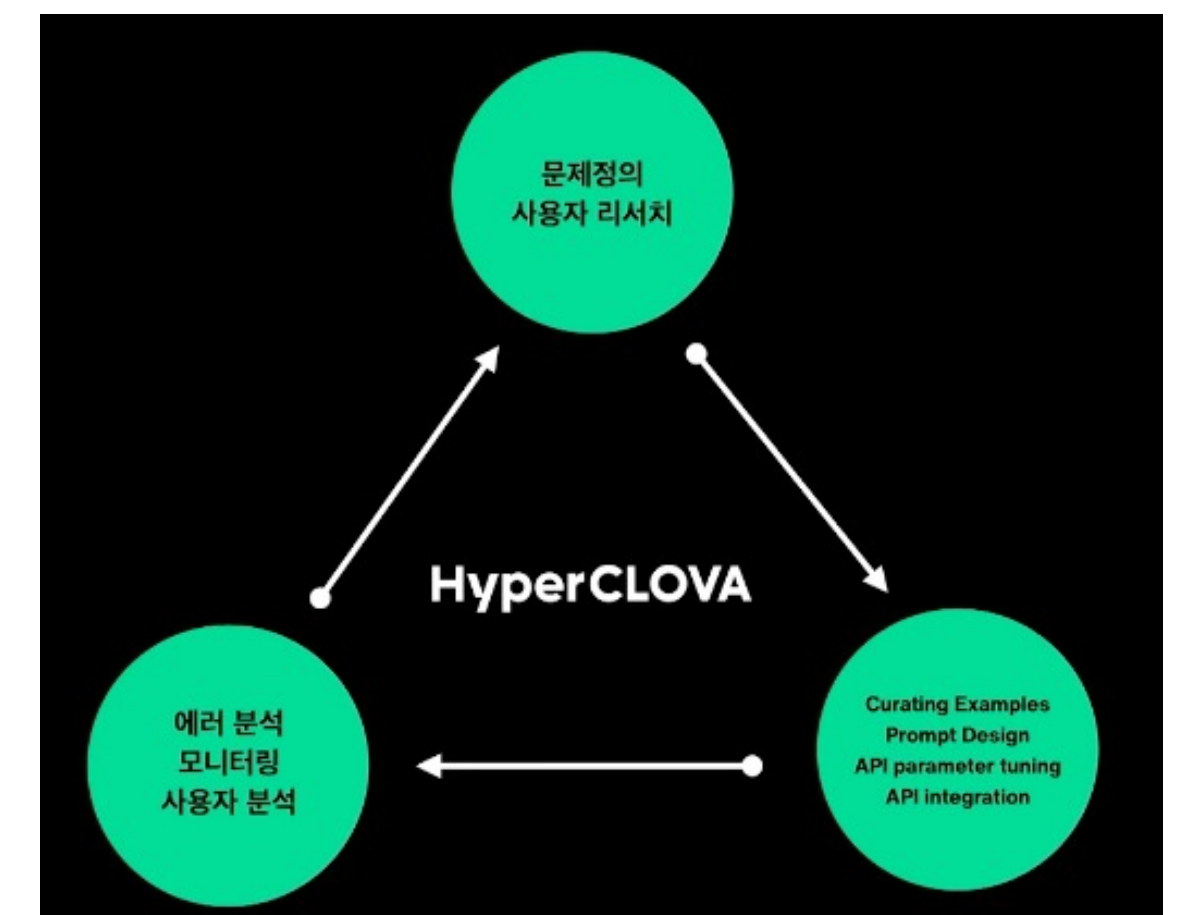 문제정의
사용자 리서치
HyperCLOVA
에러 분석
모니터링
사용자 분석
Curating Examples
Prompt Design
API parameter tuning
API integration